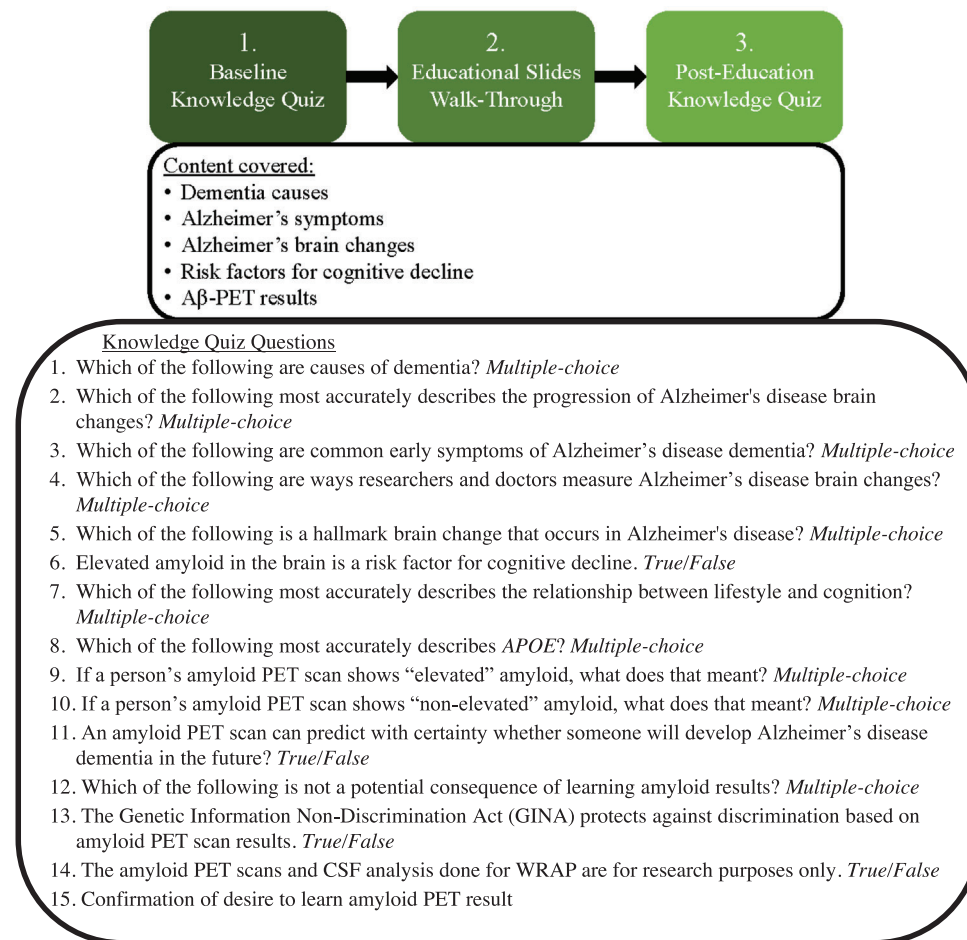 1.
Baseline
Knowledge Quiz
2.
Educational Slides
Walk-Through
3.
Post-Education
Knowledge Quiz
Content covered:
• Dementia causes
• Alzheimer's symptoms
• Alzheimer's brain changes
• Risk factors for cognitive decline
• Aβ-PET results
Knowledge Quiz Questions
1. Which of the following are causes of dementia? Multiple-choice
2. Which of the following most accurately describes the progression of Alzheimer's disease brain
changes? Multiple-choice
3. Which of the following are common early symptoms of Alzheimer’s disease dementia? Multiple-choice
4. Which of the following are ways researchers and doctors measure Alzheimer’s disease brain changes?
Multiple-choice
5. Which of the following is a hallmark brain change that occurs in Alzheimer's disease? Multiple-choice
6. Elevated amyloid in the brain is a risk factor for cognitive decline. True/False
7. Which of the following most accurately describes the relationship between lifestyle and cognition?
Multiple-choice
8. Which of the following most accurately describes APOE? Multiple-choice
9. If a person’s amyloid PET scan shows “elevated” amyloid, what does that meant? Multiple-choice
10. If a person’s amyloid PET scan shows “non-elevated” amyloid, what does that meant? Multiple-choice
11. An amyloid PET scan can predict with certainty whether someone will develop Alzheimer’s disease
dementia in the future? True/False
12. Which of the following is not a potential consequence of learning amyloid results? Multiple-choice
13. The Genetic Information Non-Discrimination Act (GINA) protects against discrimination based on
amyloid PET scan results. True/False
14. The amyloid PET scans and CSF analysis done for WRAP are for research purposes only. True/False
15. Confirmation of desire to learn amyloid PET result